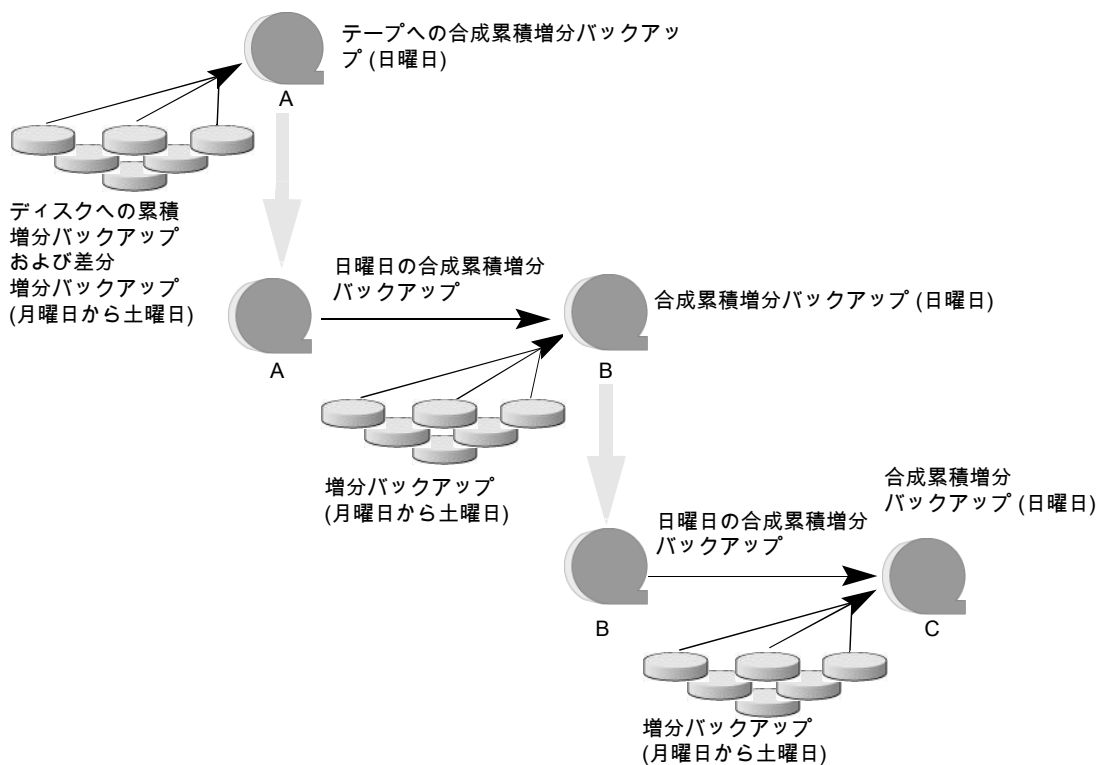 テープへの合成累積増分バックアッ
プ (日曜日)
A
ディスクへの累積
増分バックアップ
および差分
増分バックアップ
(月曜日から土曜日)
日曜日の合成累積増分
バックアップ
合成累積増分バックアップ (日曜日)
A
B
増分バックアップ
(月曜日から土曜日)
合成累積増分
バックアップ (日曜日)
日曜日の合成累積増分
バックアップ
B
C
増分バックアップ
(月曜日から土曜日)